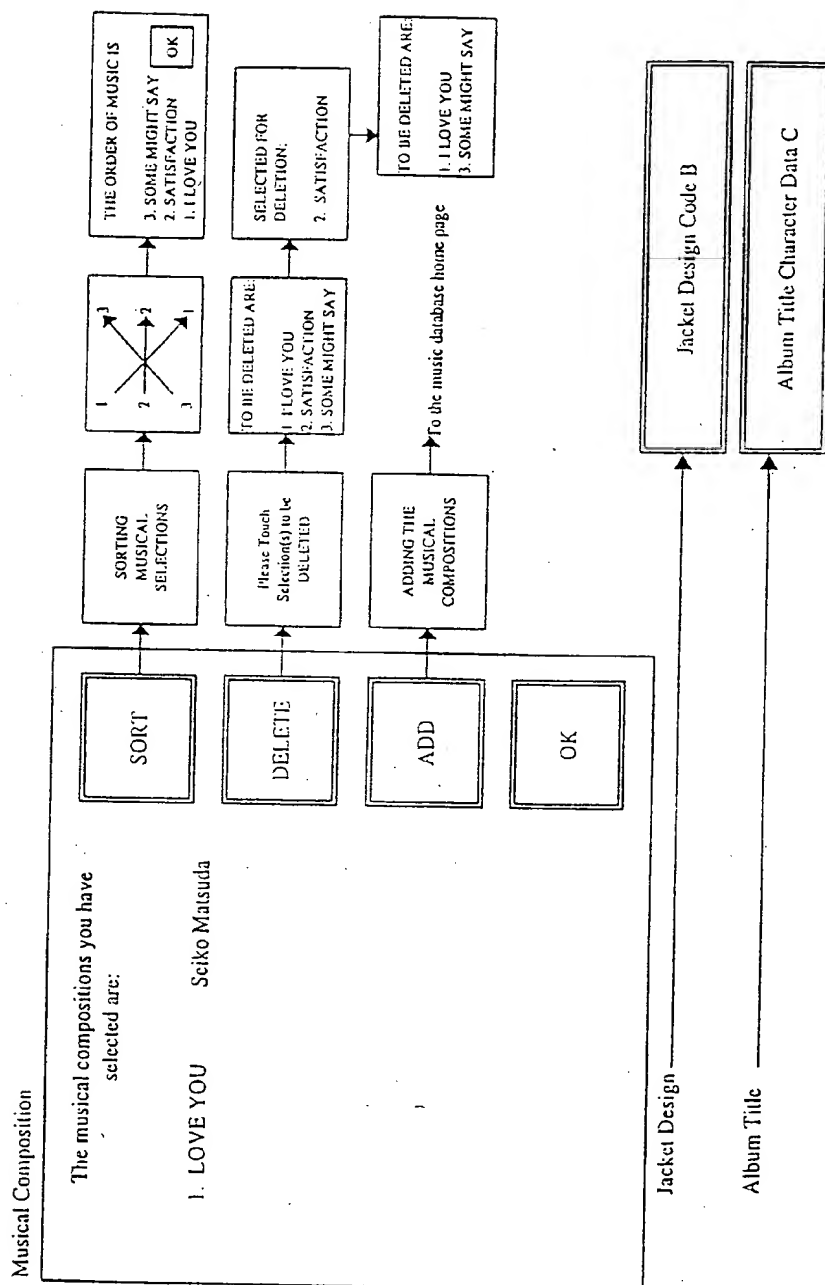 Musical Composition
The musical compositions you have
selected are:
1. LOVE YOU Seiko Matsuda
SORT
DELETE
ADD
OK
SORTING
MUSICAL
SELECTIONS
1 3
2 2
3 1
THE ORDER OF MUSIC IS
3. SOME MIGHT SAY
2. SATISFACTION
1. I LOVE YOU
OK
Please Touch
Selection(s) to be
DELETED
TO BE DELETED ARE:
1 I LOVE YOU
2. SATISFACTION
3. SOME MIGHT SAY
SELECTED FOR
DELETION:
2. SATISFACTION
TO BE DELETED ARE:
1. I LOVE YOU
3. SOME MIGHT SAY
ADDING THE
MUSICAL
COMPOSITIONS
To the music database home page
Jacket Design
Jacket Design Code B
Album Title
Album Title Character Data C